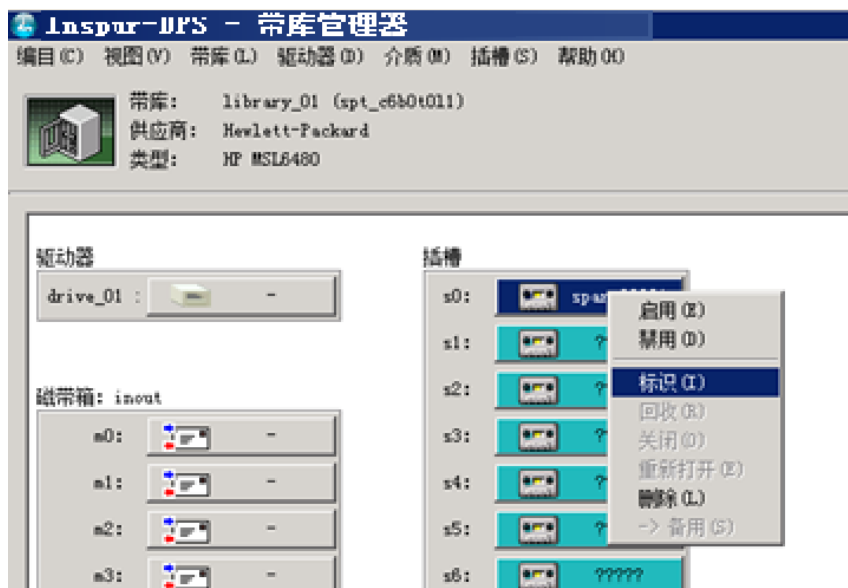 Inspur-DPS - 带库管理器
编目(C) 视图(V) 带库(L) 驱动器(D) 介质(M) 插槽(S) 帮助(H)
带库: library_01 (spt_c6b0t0l1)
供应商: Hewlett-Packard
类型: HP MSL6480
驱动器
drive_01 : -
磁带箱: inout
m0: -
m1: -
m2: -
m3: -
插槽
s0:
s1: ?
s2: ?
s3: ?
s4: ?
s5: ?
s6: ?????
启用(E)
禁用(D)
标识(I)
回收(R)
关闭(O)
重新打开(E)
删除(L)
-> 备用(S)